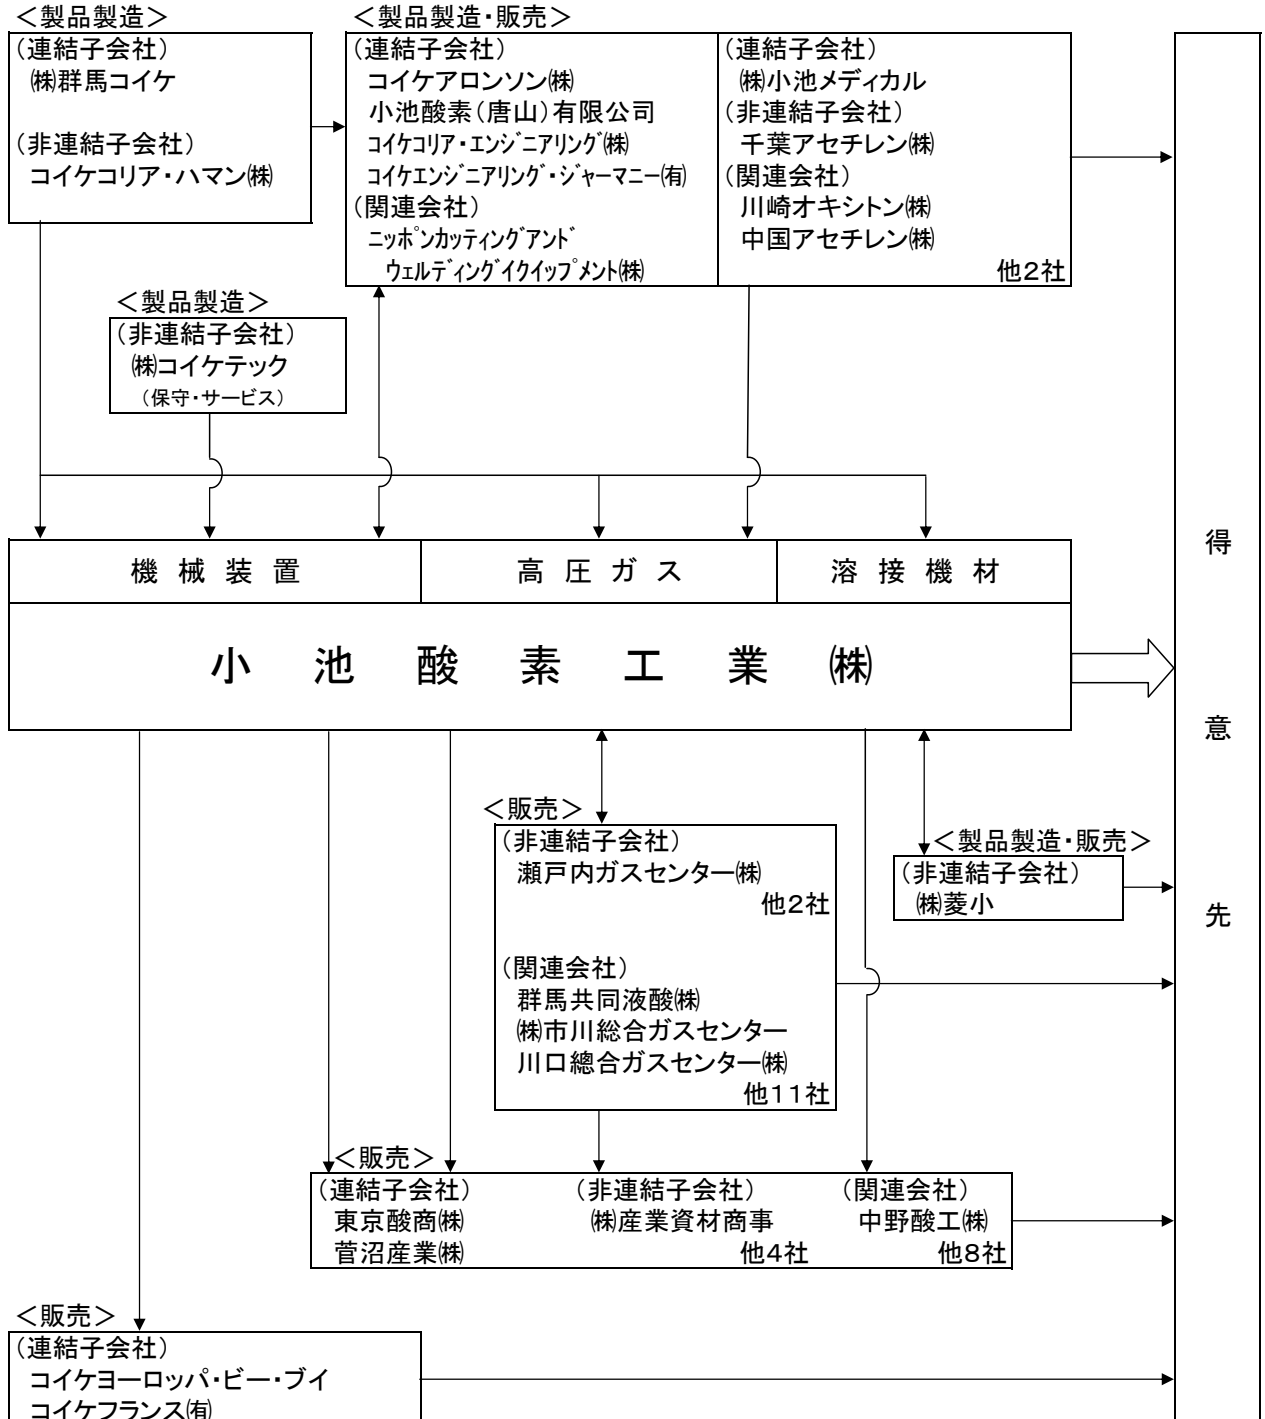 ＜製品製造＞
（連結子会社）
㈱群馬コイケ
（非連結子会社）
コイケコリア・ハマン㈱
＜製品製造・販売＞
（連結子会社）
コイケアロンソン㈱
小池酸素（唐山）有限公司
コイケコリア・エンジニアリング㈱
コイケエンジニアリング・ジャーマニー㈲
（関連会社）
ニッポンカッティングアンド
ウェルディングイクイップメント㈱
（連結子会社）
㈱小池メディカル
（非連結子会社）
千葉アセチレン㈱
（関連会社）
川崎オキシトン㈱
中国アセチレン㈱
他2社
＜製品製造＞
（非連結子会社）
㈱コイケテック
（保守・サービス）
機械装置
高圧ガス
溶接機材
小池酸素工業㈱
得意先
＜販売＞
（非連結子会社）
瀬戸内ガスセンター㈱
他2社
（関連会社）
群馬共同液酸㈱
㈱市川総合ガスセンター
川口總合ガスセンター㈱
他11社
＜製品製造・販売＞
（非連結子会社）
㈱菱小
＜販売＞
（連結子会社）
東京酸商㈱
菅沼産業㈱
（非連結子会社）
㈱産業資材商事
他4社
（関連会社）
中野酸工㈱
他8社
＜販売＞
（連結子会社）
コイケヨーロッパ・ビー・ブイ
コイケフランス㈲